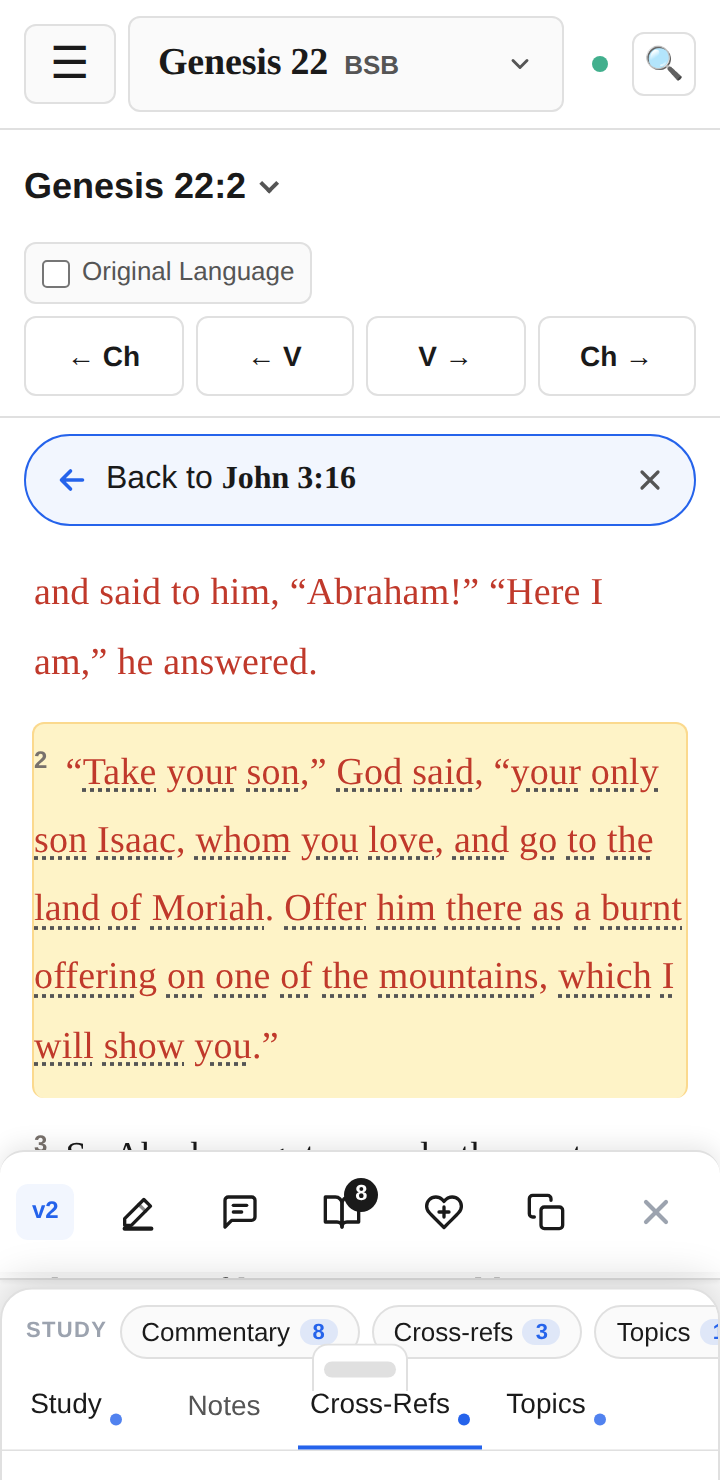 ☰ Genesis 22 BSB 🔍
Genesis 22:2
Original Language
← Ch ← V V → Ch →
Back to John 3:16
and said to him, “Abraham!” “Here I
am,” he answered.
2 “Take your son,” God said, “your only
son Isaac, whom you love, and go to the
land of Moriah. Offer him there as a burnt
offering on one of the mountains, which I
will show you.”
3
v2 8
STUDY Commentary 8 Cross-refs 3 Topics
Study Notes Cross-Refs Topics